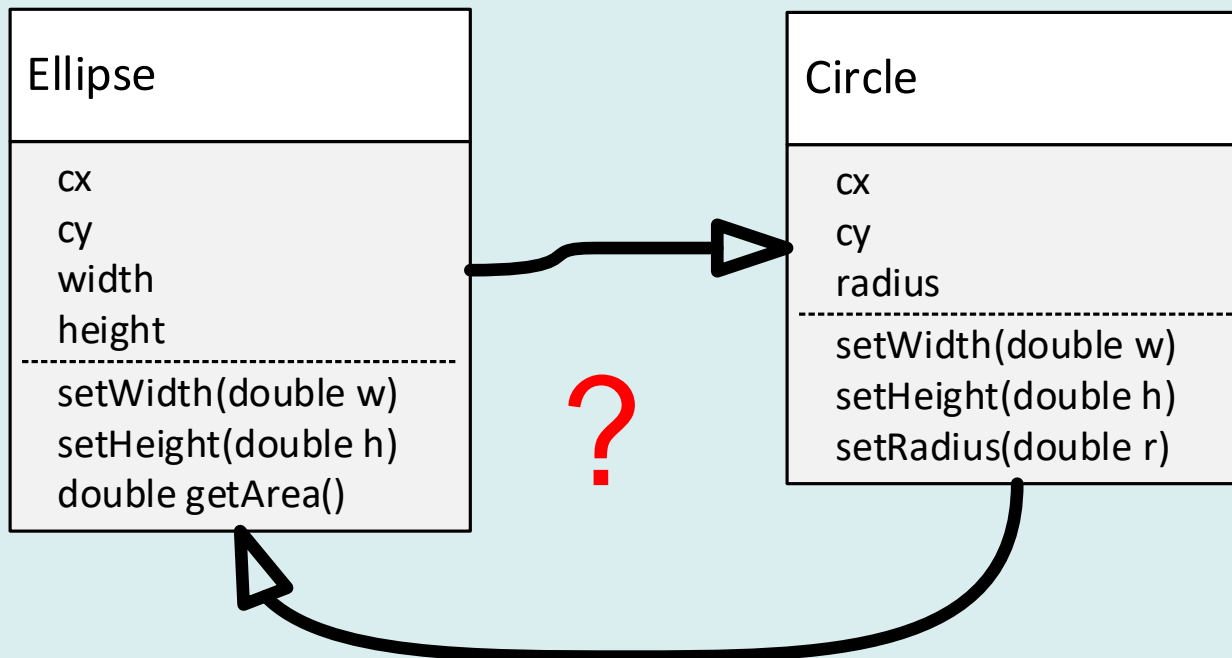 Ellipse
cx
cy
width
height
setWidth(double w)
setHeight(double h)
double getArea()
?
Circle
cx
cy
radius
setWidth(double w)
setHeight(double h)
setRadius(double r)